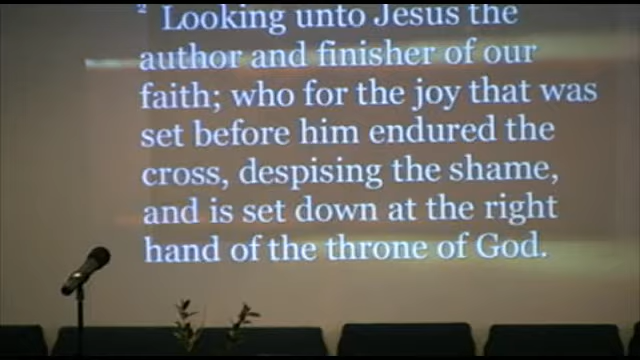 2 Looking unto Jesus the
author and finisher of our
faith; who for the joy that was
set before him endured the
cross, despising the shame,
and is set down at the right
hand of the throne of God.